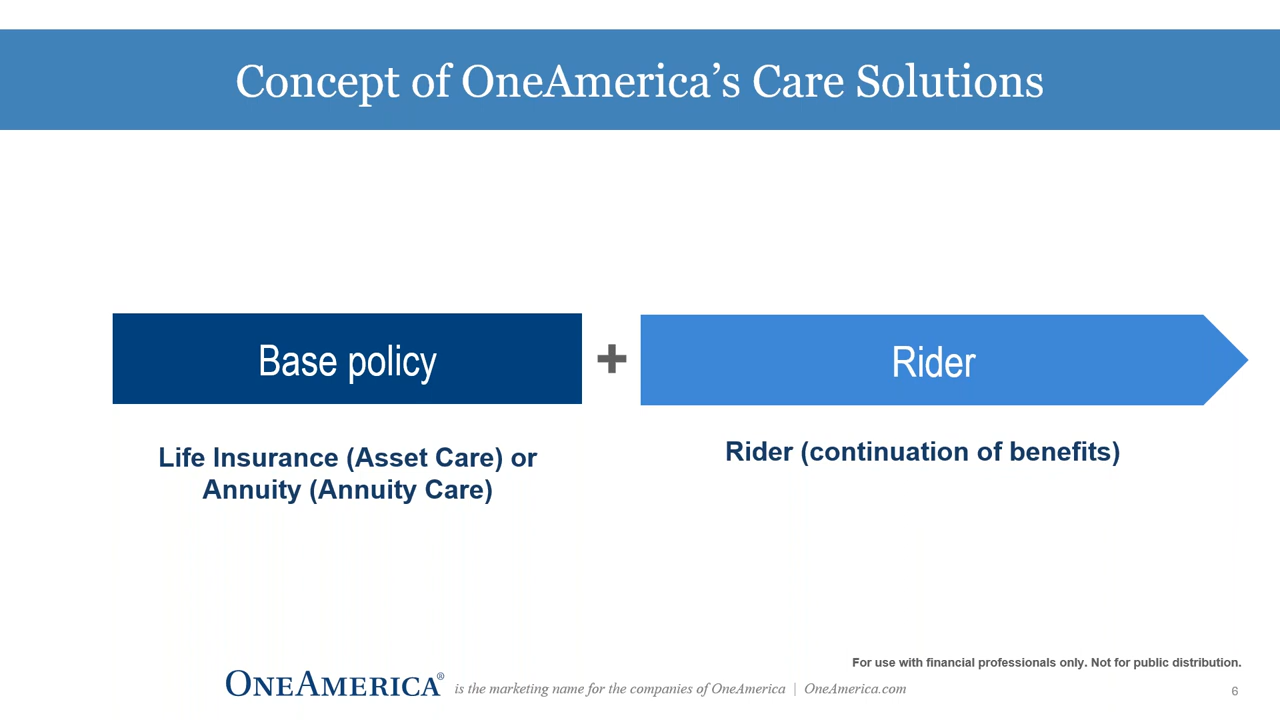 Concept of OneAmerica’s Care Solutions
Base policy
+
Rider
Life Insurance (Asset Care) or
Annuity (Annuity Care)
Rider (continuation of benefits)
For use with financial professionals only. Not for public distribution.
ONEAMERICA® is the marketing name for the companies of OneAmerica | OneAmerica.com
6